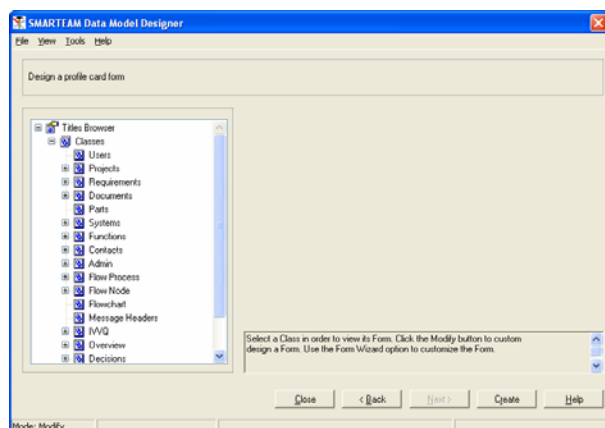 SMARTEAM Data Model Designer
File View Tools Help
Design a profile card form
Titles Browser
Classes
Users
Projects
Requirements
Documents
Parts
Systems
Functions
Contacts
Admin
Flow Process
Flow Node
Flowchart
Message Headers
IVVQ
Overview
Decisions
Select a Class in order to view its Form. Click the Modify button to custom
design a Form. Use the Form Wizard option to customize the Form.
Close < Back Next > Create Help
Mode: Modify